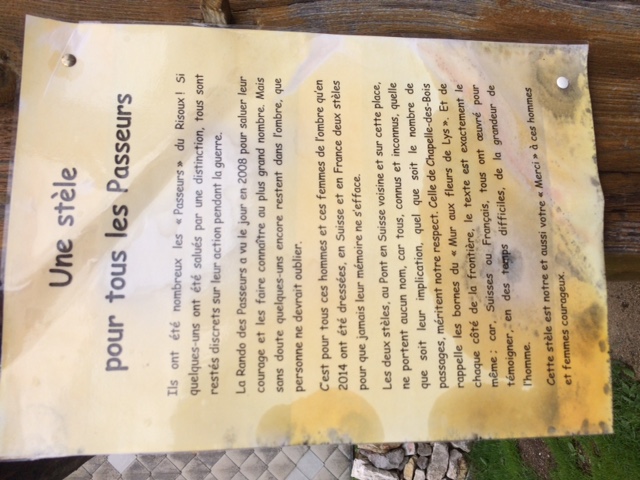 Une stèle
pour tous les Passeurs
Ils ont été nombreux les « Passeurs » du Risoux ! Si
quelques-uns ont été salués par une distinction, tous sont
restés discrets sur leur action pendant la guerre.
La Rando des Passeurs a vu le jour en 2008 pour saluer leur
courage et les faire connaître au plus grand nombre. Mais
sans doute quelques-uns encore restent dans l'ombre, que
personne ne devrait oublier.
C'est pour tous ces hommes et ces femmes de l'ombre qu'en
2014 ont été dressées, en Suisse et en France deux stèles
pour que jamais leur mémoire ne s'efface.
Les deux stèles, au Pont en Suisse voisine et sur cette place,
ne portent aucun nom, car tous, connus et inconnus, quelle
que soit leur implication, quel que soit le nombre de
passages, méritent notre respect. Celle de Chapelle-des-Bois
rappelle les bornes du « Mur aux fleurs de Lys ». Et de
chaque côté de la frontière, le texte est exactement le
même : car, Suisses ou Français, tous ont œuvré pour
témoigner, en des temps difficiles, de la grandeur de
l'homme.
Cette stèle est notre et aussi votre « Merci » à ces hommes
et femmes courageux.